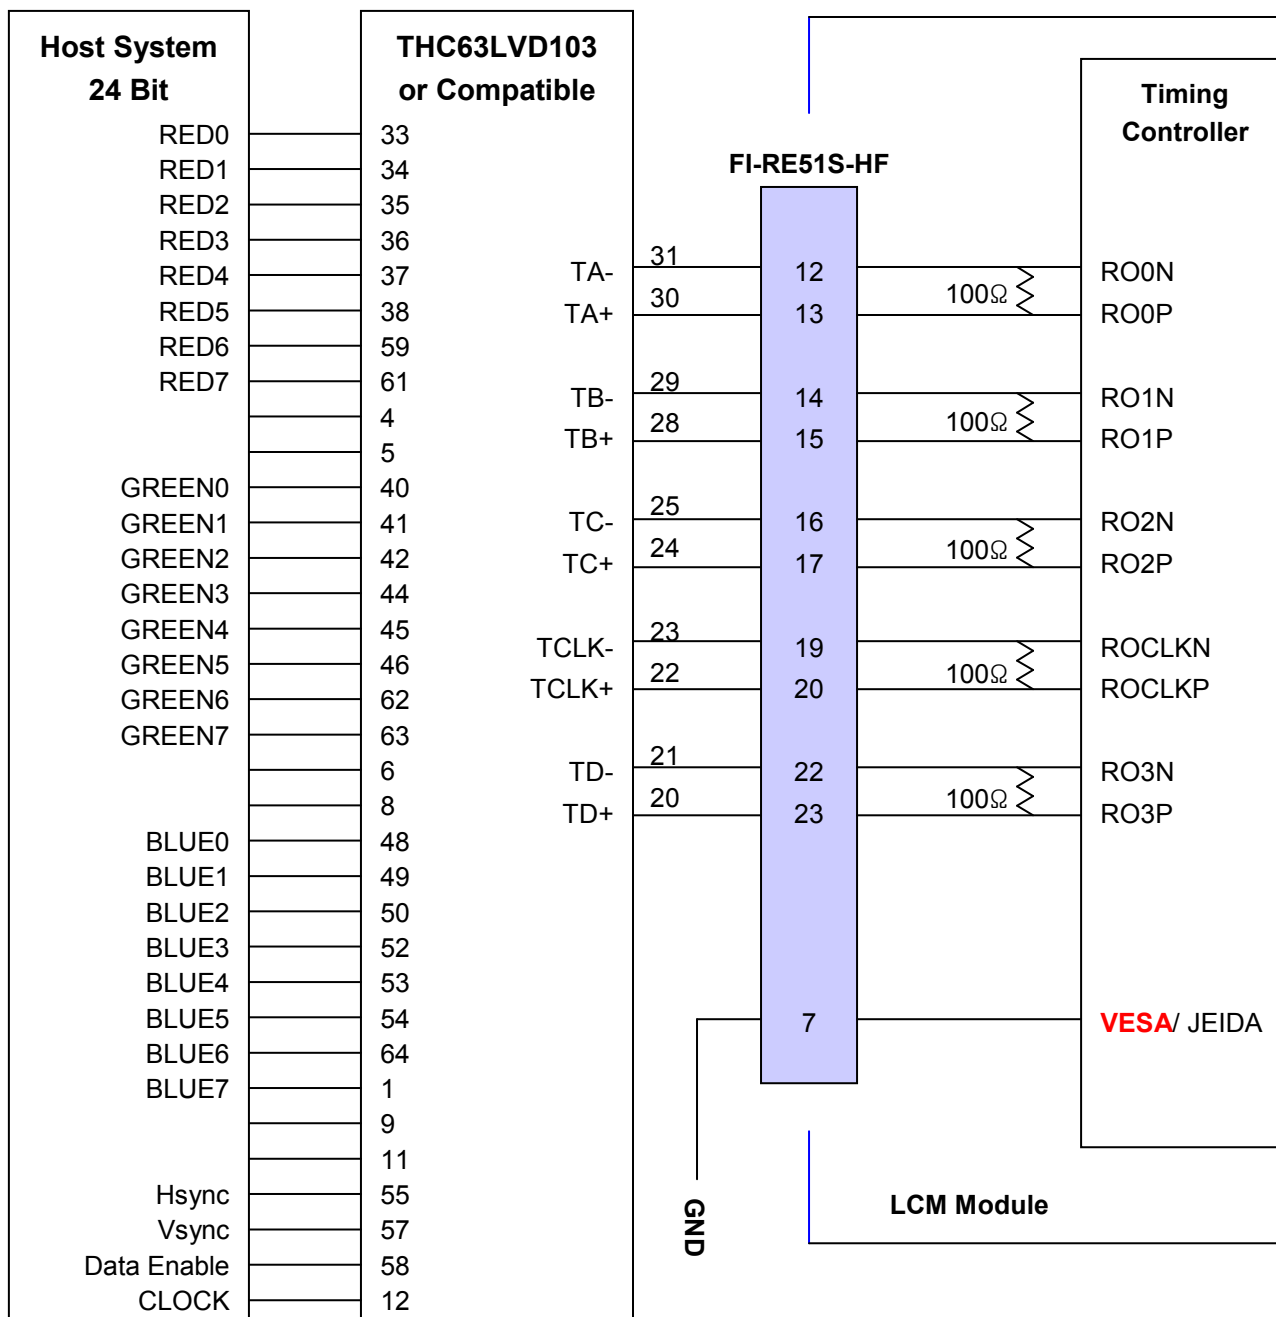 Host System
24 Bit
RED0
RED1
RED2
RED3
RED4
RED5
RED6
RED7
GREEN0
GREEN1
GREEN2
GREEN3
GREEN4
GREEN5
GREEN6
GREEN7
BLUE0
BLUE1
BLUE2
BLUE3
BLUE4
BLUE5
BLUE6
BLUE7
Hsync
Vsync
Data Enable
CLOCK
THC63LVD103
or Compatible
33
34
35
36
37
38
59
61
4
5
40
41
42
44
45
46
62
63
6
8
48
49
50
52
53
54
64
1
9
11
55
57
58
12
TA- 31
TA+ 30
TB- 29
TB+ 28
TC- 25
TC+ 24
TCLK- 23
TCLK+ 22
TD- 21
TD+ 20
FI-RE51S-HF
12
13
14
15
16
17
19
20
22
23
7
GND
100Ω
100Ω
100Ω
100Ω
100Ω
Timing
Controller
RO0N
RO0P
RO1N
RO1P
RO2N
RO2P
ROCLKN
ROCLKP
RO3N
RO3P
VESA/ JEIDA
LCM Module